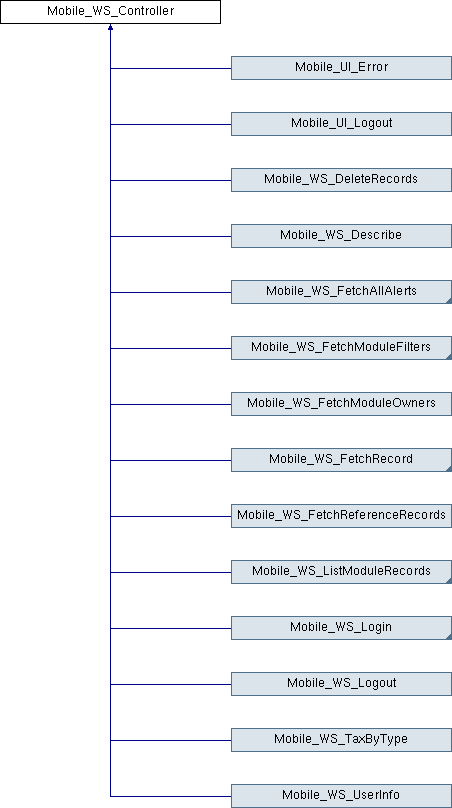 Mobile_WS_Controller
Mobile_UI_Error
Mobile_UI_Logout
Mobile_WS_DeleteRecords
Mobile_WS_Describe
Mobile_WS_FetchAllAlerts
Mobile_WS_FetchModuleFilters
Mobile_WS_FetchModuleOwners
Mobile_WS_FetchRecord
Mobile_WS_FetchReferenceRecords
Mobile_WS_ListModuleRecords
Mobile_WS_Login
Mobile_WS_Logout
Mobile_WS_TaxByType
Mobile_WS_UserInfo